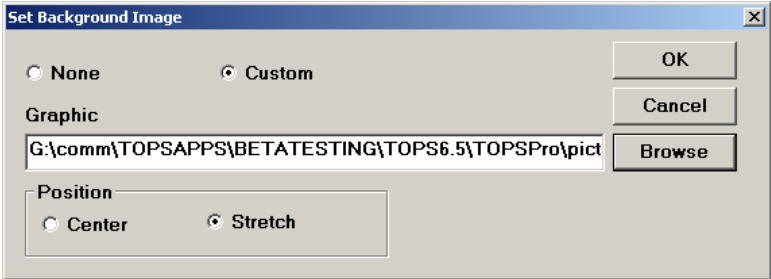 Set Background Image
None
Custom
OK
Graphic
Cancel
G:\comm\TOPSAPPS\BETATESTING\TOPS6.5\TOPSPro\pict
Browse
Position
Center
Stretch